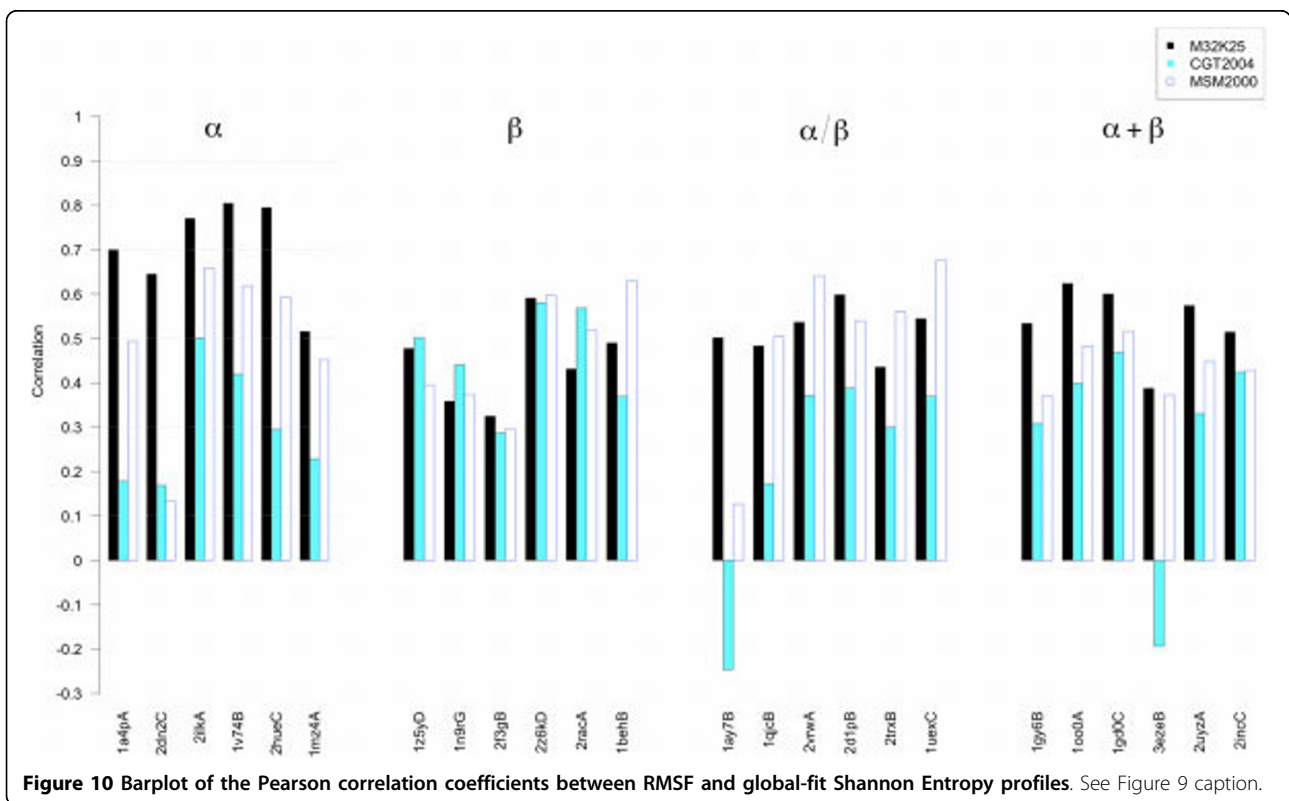 M32K25
CGT2004
MSM2000
α
β
α/β
α + β
Correlation
1
0.9
0.8
0.7
0.6
0.5
0.4
0.3
0.2
0.1
0
-0.1
-0.2
-0.3
1a4pA
2dln2C
2ilkA
1v74B
2hueC
1mz4A
1z5yD
1n9rG
2f3gB
2z6kD
2racA
1behB
1ay7B
1qjcB
2vrwA
2d1pB
2trxB
1uexC
1gy6B
1oo0A
1gd0C
3ezeB
2uyzA
2incC
Figure 10 Barplot of the Pearson correlation coefficients between RMSF and global-fit Shannon Entropy profiles. See Figure 9 caption.